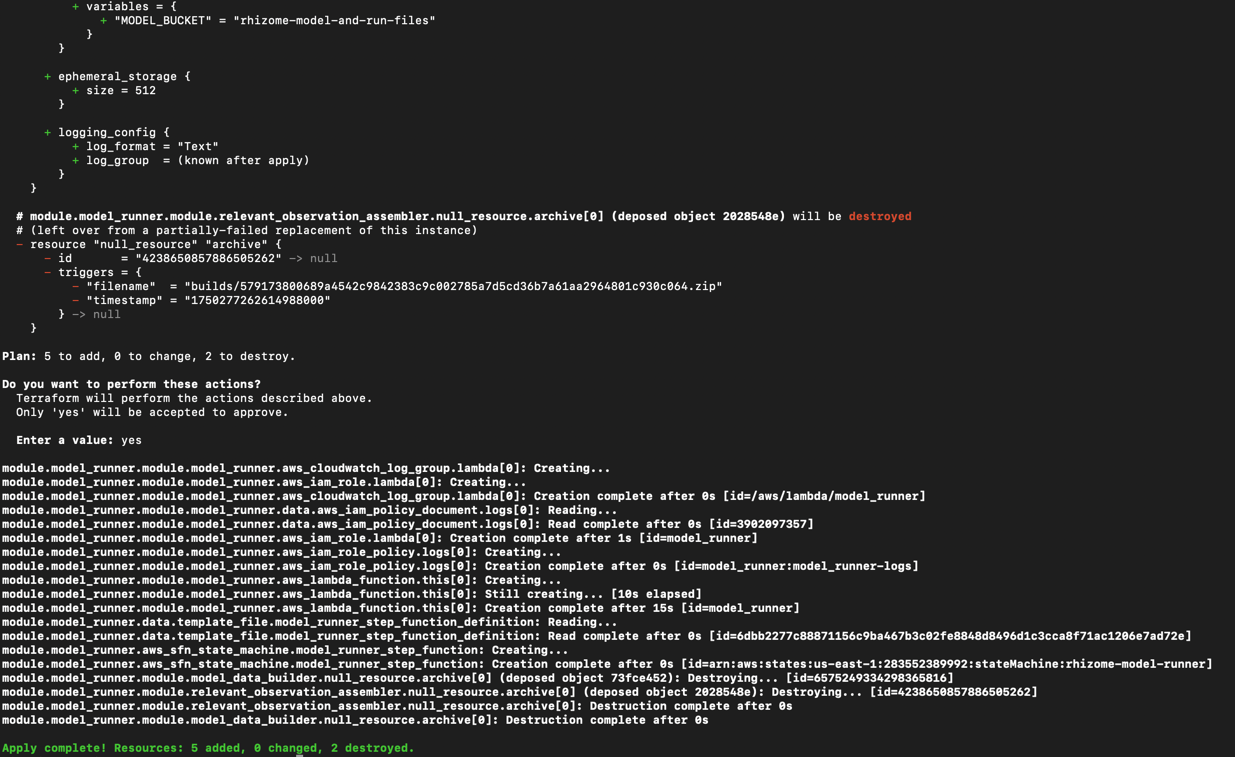 + variables = {
+ "MODEL_BUCKET" = "rhizome-model-and-run-files"
}
}
+ ephemeral_storage {
+ size = 512
}
+ logging_config {
+ log_format = "Text"
+ log_group  = (known after apply)
}
}
# module.model_runner.module.relevant_observation_assembler.null_resource.archive[0] (deposed object 2028548e) will be destroyed
# (left over from a partially-failed replacement of this instance)
- resource "null_resource" "archive" {
- id       = "4238650857886505262" -> null
- triggers = {
- "filename"  = "builds/579173800689a4542c9842383c9c002785a7d5cd36b7a61aa2964801c930c064.zip"
- "timestamp" = "1750277262614988000"
} -> null
}
Plan: 5 to add, 0 to change, 2 to destroy.
Do you want to perform these actions?
Terraform will perform the actions described above.
Only 'yes' will be accepted to approve.
Enter a value: yes
module.model_runner.module.model_runner.aws_cloudwatch_log_group.lambda[0]: Creating...
module.model_runner.module.model_runner.aws_iam_role.lambda[0]: Creating...
module.model_runner.module.model_runner.aws_cloudwatch_log_group.lambda[0]: Creation complete after 0s [id=/aws/lambda/model_runner]
module.model_runner.module.model_runner.data.aws_iam_policy_document.logs[0]: Reading...
module.model_runner.module.model_runner.data.aws_iam_policy_document.logs[0]: Read complete after 0s [id=3902097357]
module.model_runner.module.model_runner.aws_iam_role.lambda[0]: Creation complete after 1s [id=model_runner]
module.model_runner.module.model_runner.aws_iam_role_policy.logs[0]: Creating...
module.model_runner.module.model_runner.aws_iam_role_policy.logs[0]: Creation complete after 0s [id=model_runner:model_runner-logs]
module.model_runner.module.model_runner.aws_lambda_function.this[0]: Creating...
module.model_runner.module.model_runner.aws_lambda_function.this[0]: Still creating... [10s elapsed]
module.model_runner.module.model_runner.aws_lambda_function.this[0]: Creation complete after 15s [id=model_runner]
module.model_runner.data.template_file.model_runner_step_function_definition: Reading...
module.model_runner.data.template_file.model_runner_step_function_definition: Read complete after 0s [id=6dbb2277c88871156c9ba467b3c02fe8848d8496d1c3cca8f71ac1206e7ad72e]
module.model_runner.aws_sfn_state_machine.model_runner_step_function: Creating...
module.model_runner.aws_sfn_state_machine.model_runner_step_function: Creation complete after 0s [id=arn:aws:states:us-east-1:283552389992:stateMachine:rhizome-model-runner]
module.model_runner.module.model_data_builder.null_resource.archive[0] (deposed object 73fce452): Destroying... [id=6575249334298365816]
module.model_runner.module.relevant_observation_assembler.null_resource.archive[0] (deposed object 2028548e): Destroying... [id=4238650857886505262]
module.model_runner.module.relevant_observation_assembler.null_resource.archive[0]: Destruction complete after 0s
module.model_runner.module.model_data_builder.null_resource.archive[0]: Destruction complete after 0s
Apply complete! Resources: 5 added, 0 changed, 2 destroyed.